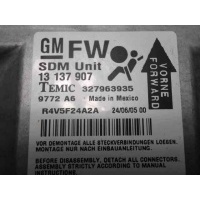 GM FW
SDM Unit
13 137 907
TEMIC 327963935
9772 A6 Made in Mexico
R4V5F24A2A 24/06/05 00
VORNE
FORWARD
VOR DEMONTAGE ALLE STECKVERBINDUNGEN LOESEN.
MONTAGE NUR NACH EINBAUANLEITUNG.
BEFORE DISASSEMBLY, DETACH ALL CONNECTORS.
ASSEMBLY STRICTLY ACCORDING TO
INSTRUCTION MANUAL.